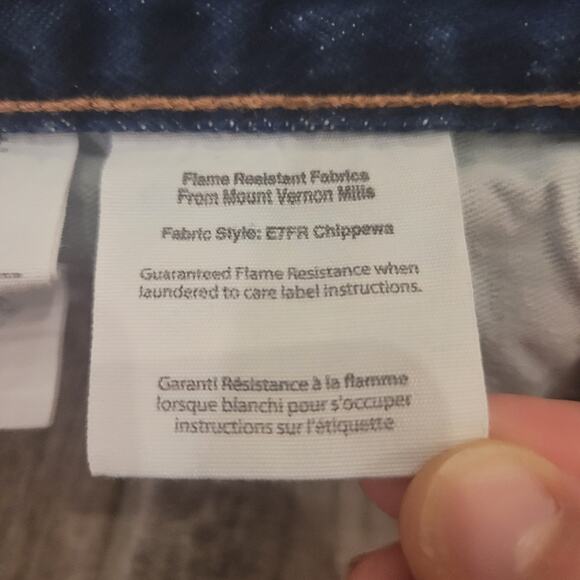 Flame Resistant Fabrics
From Mount Vernon Mills
Fabric Style: E7FR Chippewa
Guaranteed Flame Resistance when
laundered to care label instructions.
Garanti Résistance à la flamme
lorsque blanchi pour s'occuper
instructions sur l'étiquette